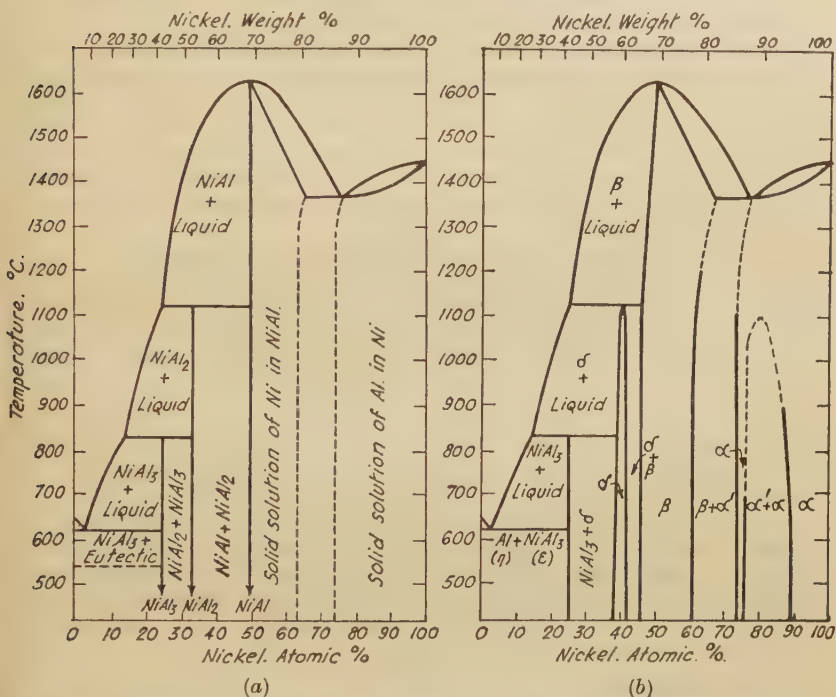 Nickel. Weight %
10 20 30 40 50 60 70 80 90 100
1600
1500
1400
1300
1200
1100
1000
900
800
700
600
500
Temperature. °C.
NiAl
+
Liquid
NiAl2
+
Liquid
NiAl3
+
Liquid
NiAl3 +
Eutectic
NiAl2 + NiAl3
NiAl + NiAl2
Solid solution of Ni in NiAl.
Solid solution of Al. in Ni
NiAl3 NiAl2 NiAl
0 10 20 30 40 50 60 70 80 90 100
Nickel. Atomic %
(a)
Nickel. Weight %
10 20 30 40 50 60 70 80 90 100
1600
1500
1400
1300
1200
1100
1000
900
800
700
600
500
β
+
Liquid
δ
+
Liquid
NiAl3
+
Liquid
Al + NiAl3
(η) (ε)
NiAl3 + δ
δ
δ
+
β
β
β+α'
α
α'+α
α
0 10 20 30 40 50 60 70 80 90 100
Nickel. Atomic %.
(b)